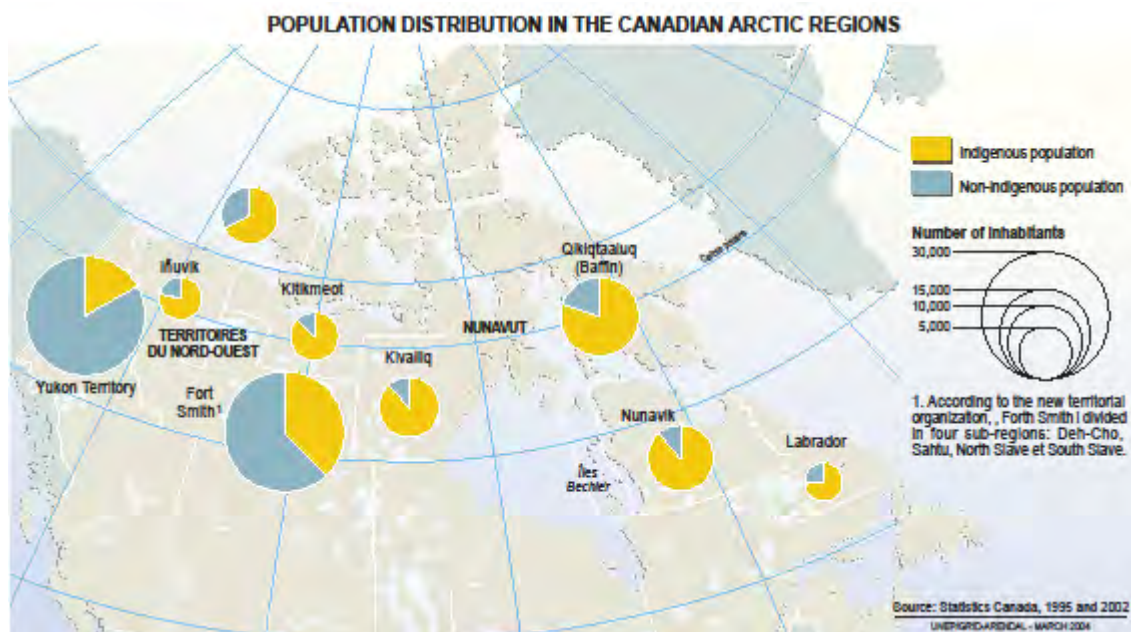 POPULATION DISTRIBUTION IN THE CANADIAN ARCTIC REGIONS
Indigenous population
Non-indigenous population
Number of Inhabitants
30,000
15,000
10,000
5,000
Qikiqtaaluq
(Baffin)
Inuvik
Kitikmeot
TERRITOIRES
DU NORD-OUEST
NUNAVUT
Kivalliq
Yukon Territory
Fort
Smith¹
Nunavik
Labrador
Îles
Bechler
1. According to the new territorial
organization, , Forth Smith i divided
in four sub-regions: Deh-Cho,
Sahtu, North Slave et South Slave.
Source: Statistics Canada, 1995 and 2002
UNEP/GRID-ARENDAL - MARCH 2004